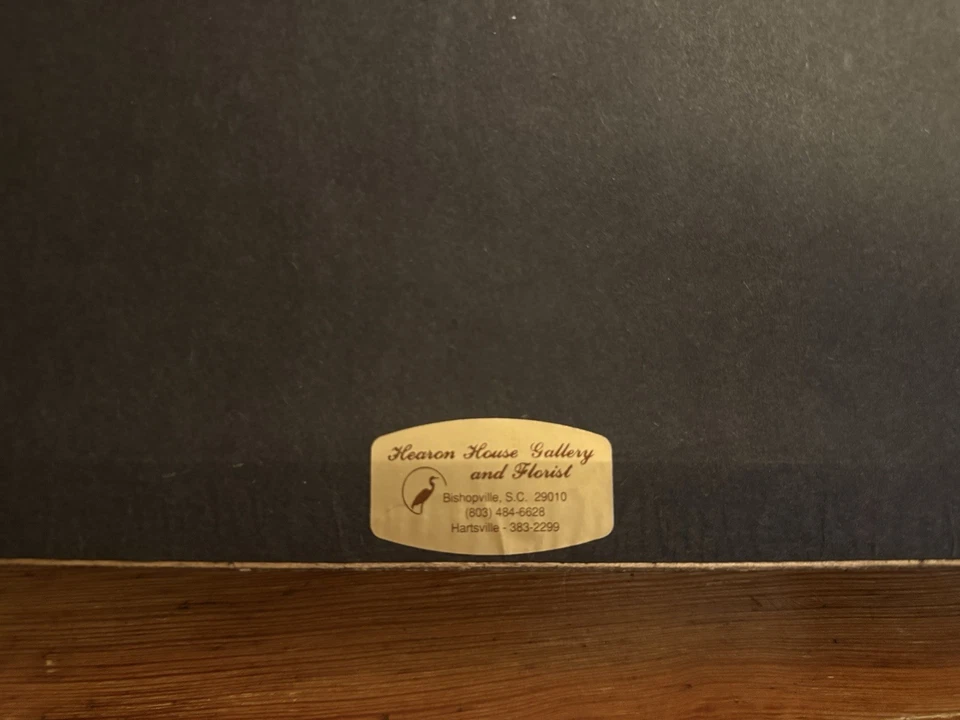 Hearon House Gallery
and Florist
Bishopville, S.C. 29010
(803) 484-6628
Hartsville - 383-2299